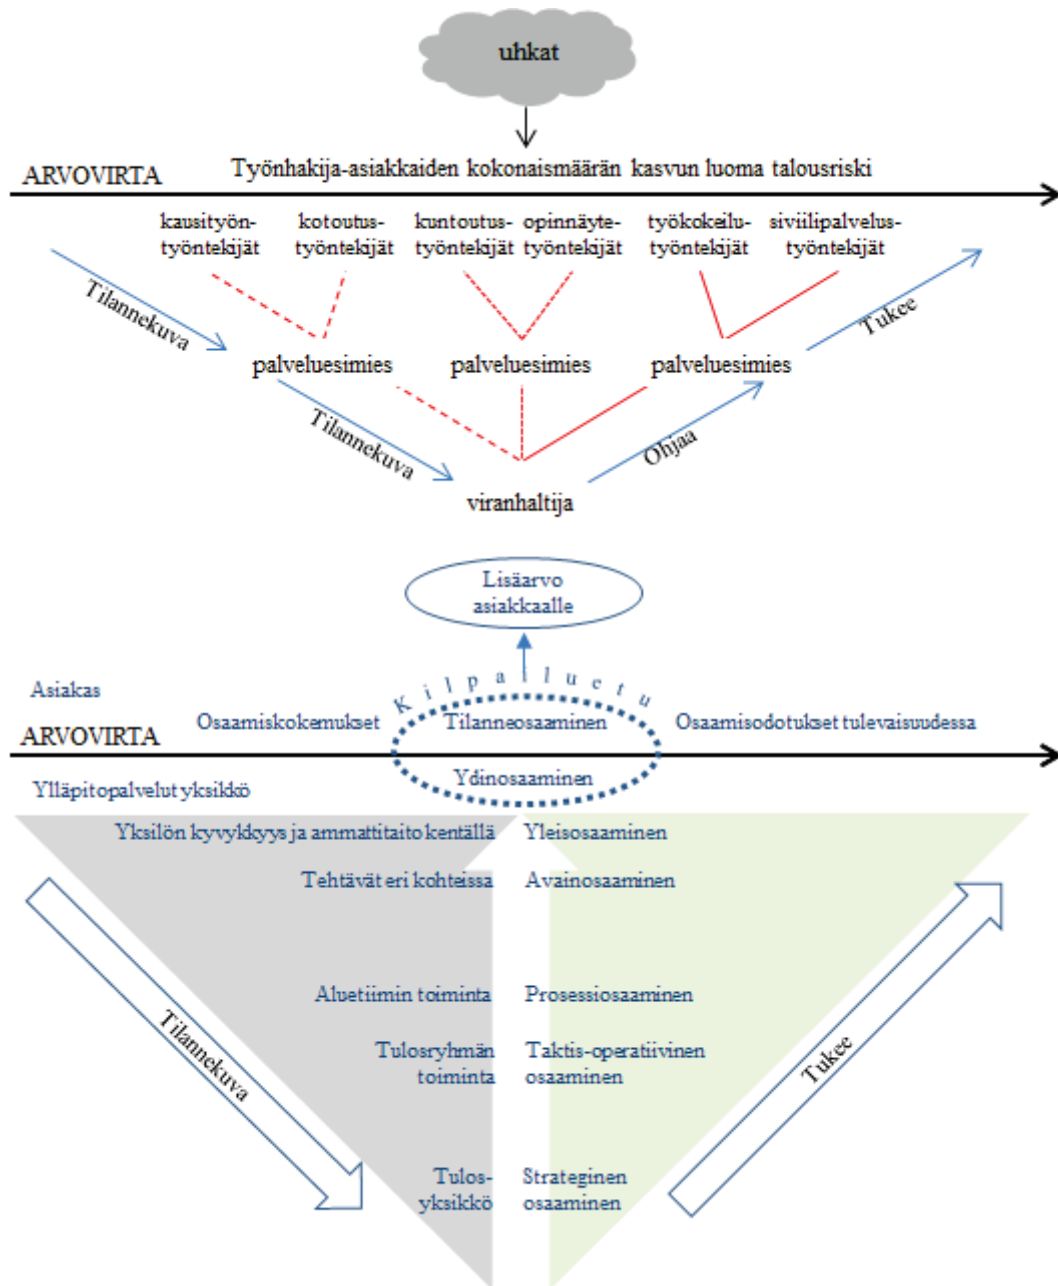 uhkat
ARVOVIRTA
Työnhakija-asiakkaiden kokonaismäärän kasvun luoma talousriski
kausityön-
työntekijät
kotoutus-
työntekijät
kuntoutus-
työntekijät
opinnäyte-
työntekijät
työkokeilu-
työntekijät
siviilipalvelus-
työntekijät
Tilannekuva
Tukee
palveluesimies
palveluesimies
palveluesimies
Tilannekuva
Ohjaa
viranhaltija
Lisäarvo
asiakkaalle
Kilpailuetu
Asiakas
Osaamiskokemukset
Tilanneosaaminen
Osaamisodotukset tulevaisuudessa
ARVOVIRTA
Ydinosaaminen
Ylläpitopalvelut yksikkö
Yksilön kyvykkyys ja ammattitaito kentällä
Yleisosaaminen
Tehtävät eri kohteissa
Avainosaaminen
Aluetiimin toiminta
Prosessiosaaminen
Tilannekuva
Tulosryhmän
toiminta
Taktis-operatiivinen
osaaminen
Tukee
Tulos-
yksikkö
Strateginen
osaaminen